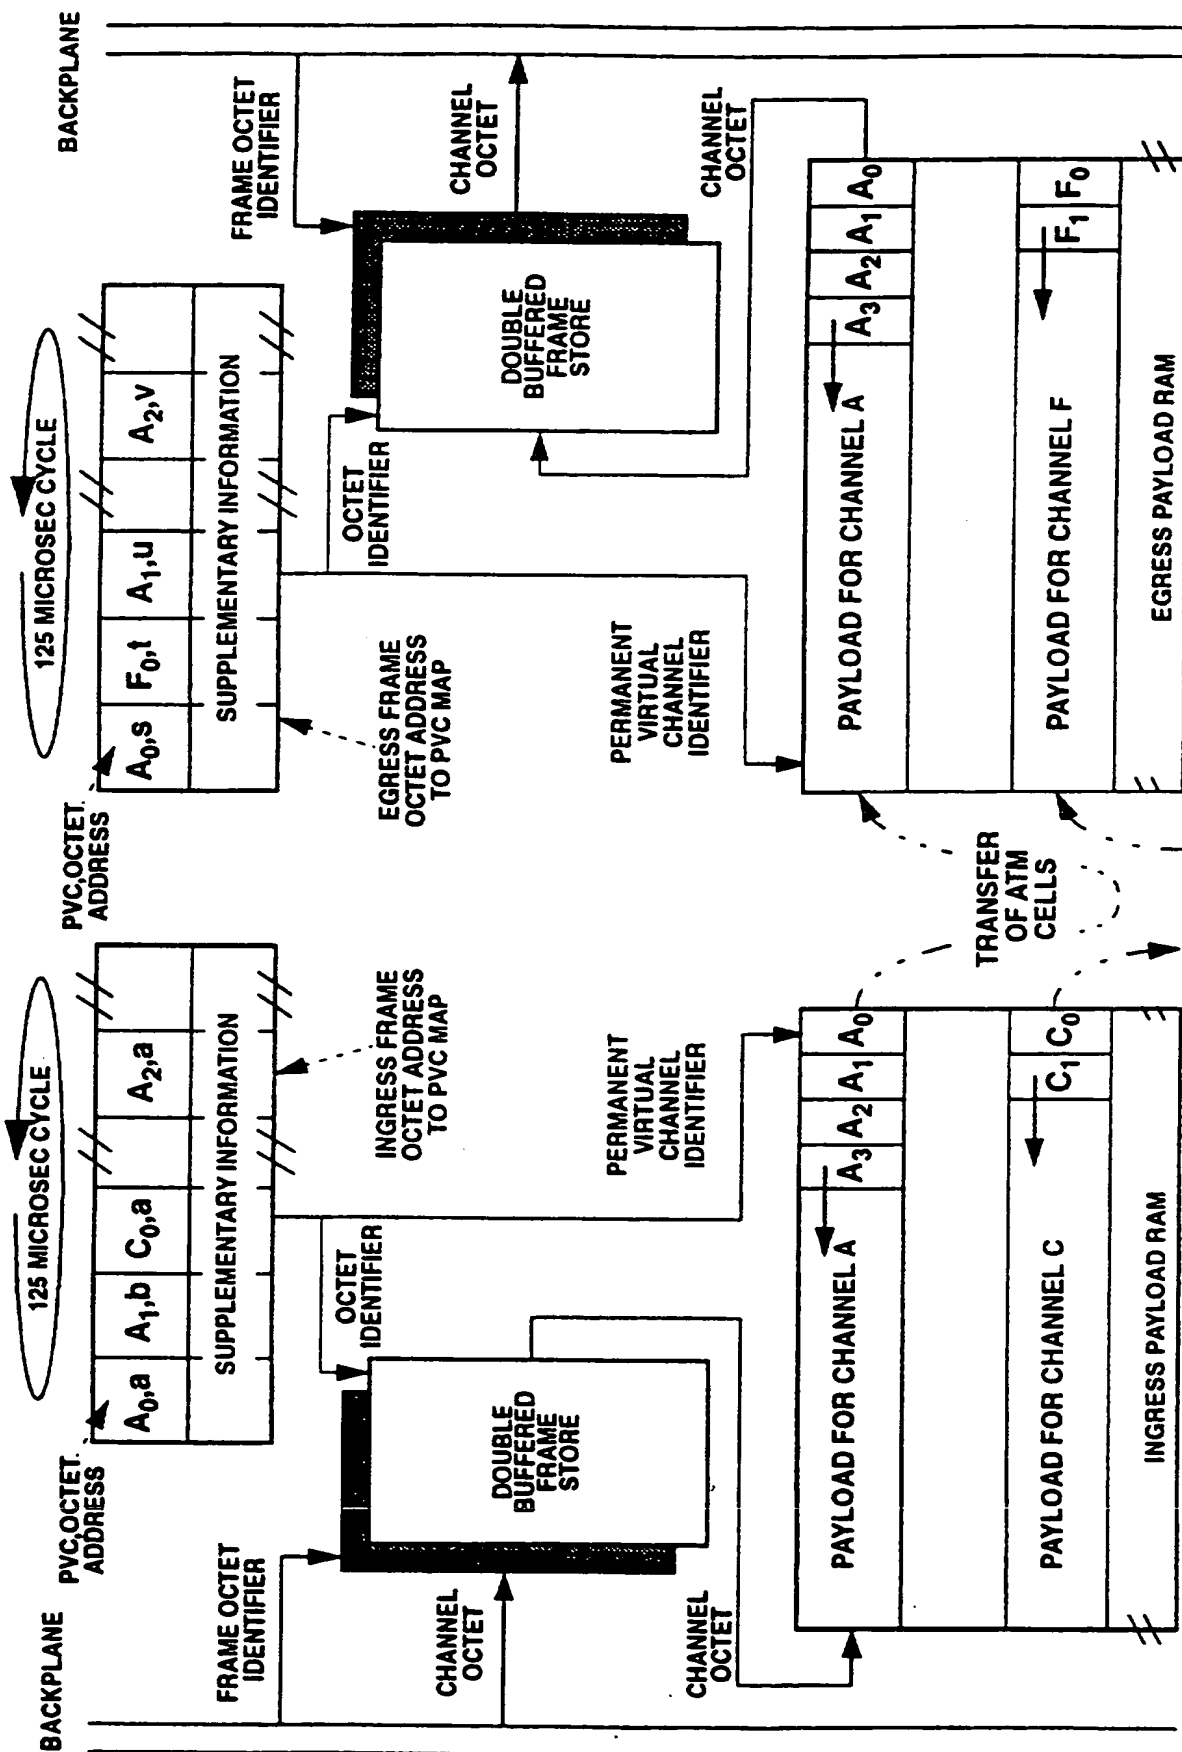 BACKPLANE
PVC,OCTET.
ADDRESS
125 MICROSEC CYCLE
A0,a
A1,b
C0,a
A2,a
SUPPLEMENTARY INFORMATION
INGRESS FRAME
OCTET ADDRESS
TO PVC MAP
FRAME OCTET
IDENTIFIER
OCTET
IDENTIFIER
CHANNEL
OCTET
DOUBLE
BUFFERED
FRAME
STORE
CHANNEL
OCTET
PERMANENT
VIRTUAL
CHANNEL
IDENTIFIER
PAYLOAD FOR CHANNEL A
A3
A2
A1
A0
PAYLOAD FOR CHANNEL C
C1
C0
INGRESS PAYLOAD RAM
TRANSFER
OF ATM
CELLS
PVC,OCTET.
ADDRESS
125 MICROSEC CYCLE
BACKPLANE
A0,s
F0,t
A1,u
A2,v
SUPPLEMENTARY INFORMATION
EGRESS FRAME
OCTET ADDRESS
TO PVC MAP
OCTET
IDENTIFIER
FRAME OCTET
IDENTIFIER
DOUBLE
BUFFERED
FRAME
STORE
CHANNEL
OCTET
PERMANENT
VIRTUAL
CHANNEL
IDENTIFIER
CHANNEL
OCTET
PAYLOAD FOR CHANNEL A
A3
A2
A1
A0
PAYLOAD FOR CHANNEL F
F1
F0
EGRESS PAYLOAD RAM